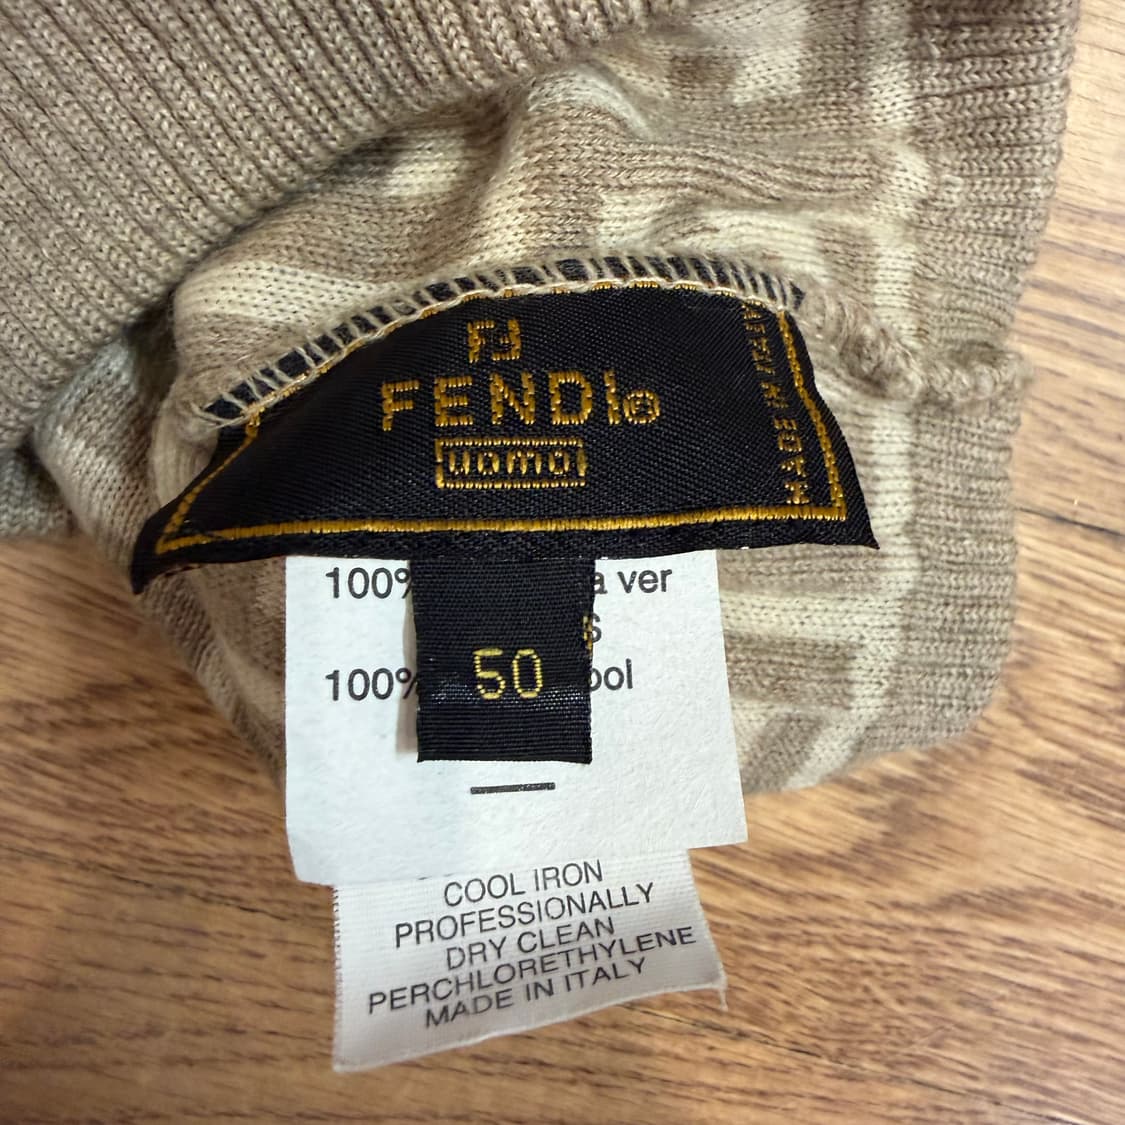 FENDI®
uomo
MADE IN ITALY
100% a ver
s
100% ool
50
COOL IRON
PROFESSIONALLY
DRY CLEAN
PERCHLORETHYLENE
MADE IN ITALY